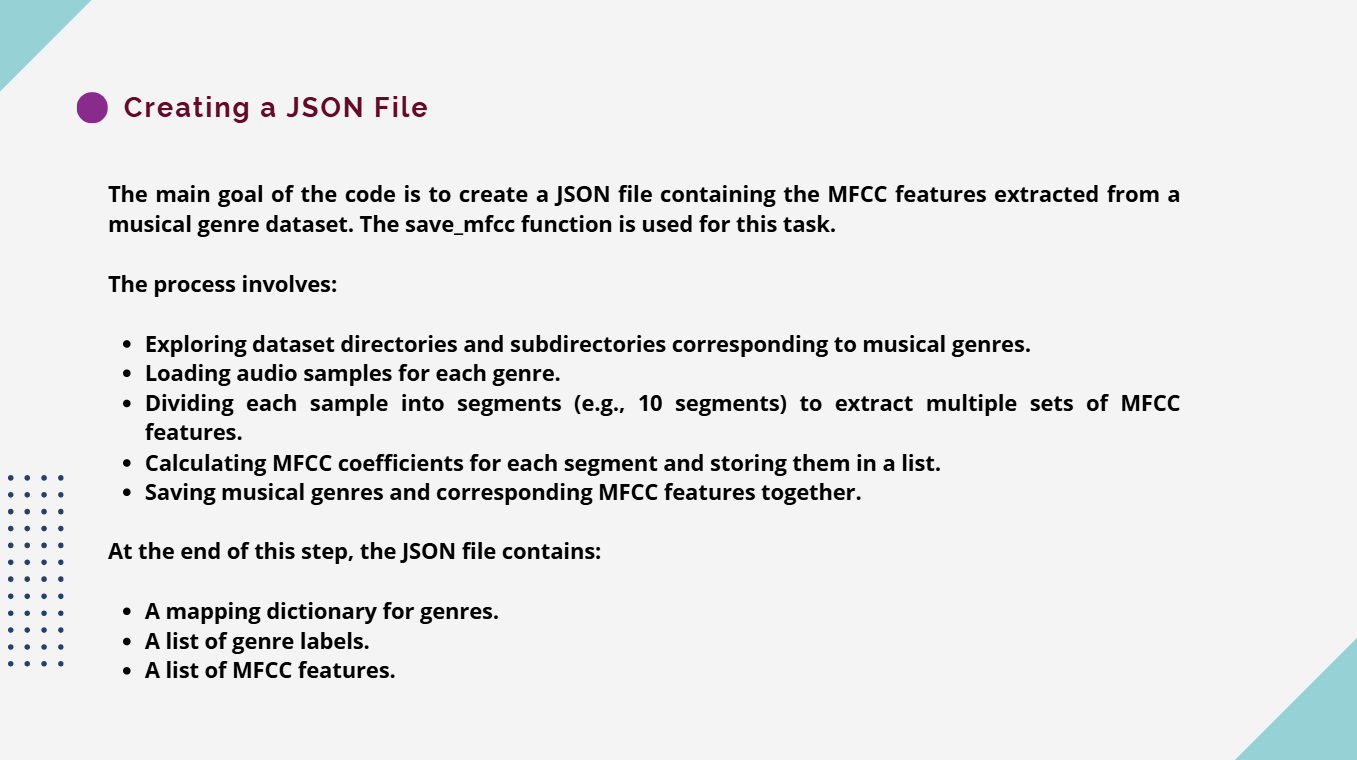 Creating a JSON File
The main goal of the code is to create a JSON file containing the MFCC features extracted from a
musical genre dataset. The save_mfcc function is used for this task.
The process involves:
• Exploring dataset directories and subdirectories corresponding to musical genres.
• Loading audio samples for each genre.
• Dividing each sample into segments (e.g., 10 segments) to extract multiple sets of MFCC
features.
• Calculating MFCC coefficients for each segment and storing them in a list.
• Saving musical genres and corresponding MFCC features together.
At the end of this step, the JSON file contains:
• A mapping dictionary for genres.
• A list of genre labels.
• A list of MFCC features.